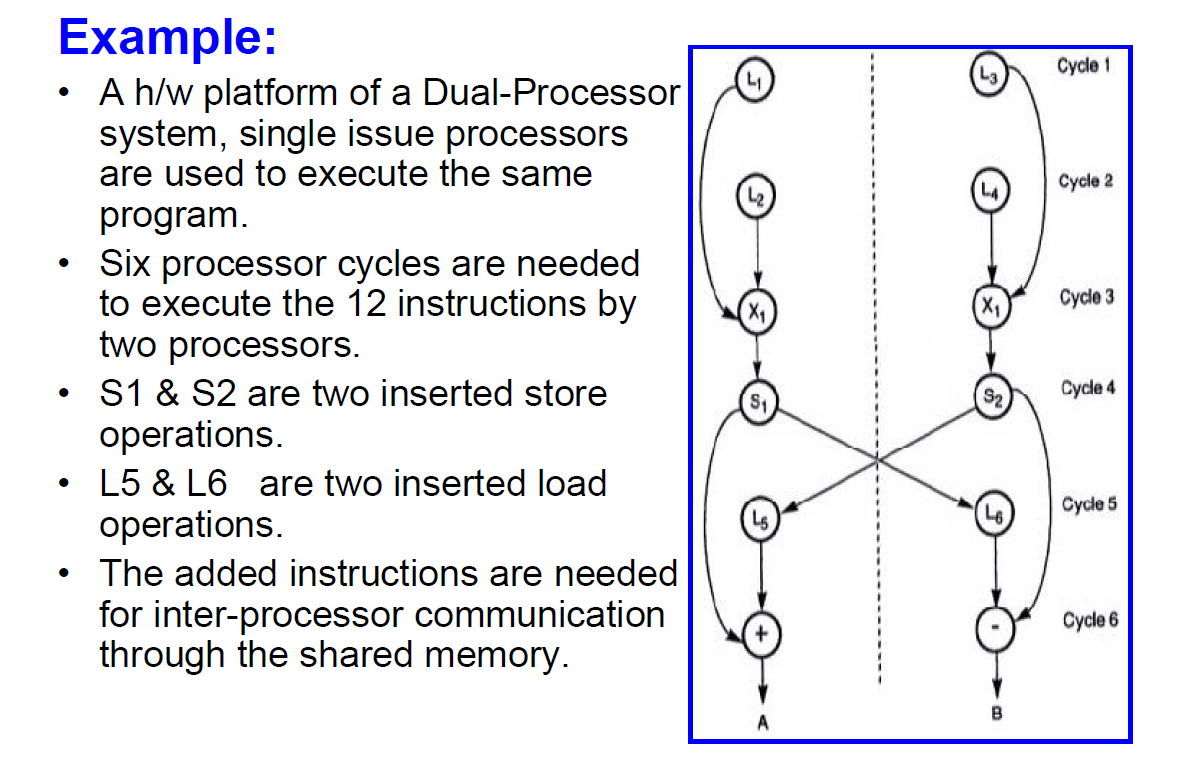 Example:
• A h/w platform of a Dual-Processor
system, single issue processors
are used to execute the same
program.
• Six processor cycles are needed
to execute the 12 instructions by
two processors.
• S1 & S2 are two inserted store
operations.
• L5 & L6 are two inserted load
operations.
• The added instructions are needed
for inter-processor communication
through the shared memory.
L1 L3 Cycle 1
L2 L4 Cycle 2
X1 X1 Cycle 3
S1 S2 Cycle 4
L5 L6 Cycle 5
+ - Cycle 6
A B